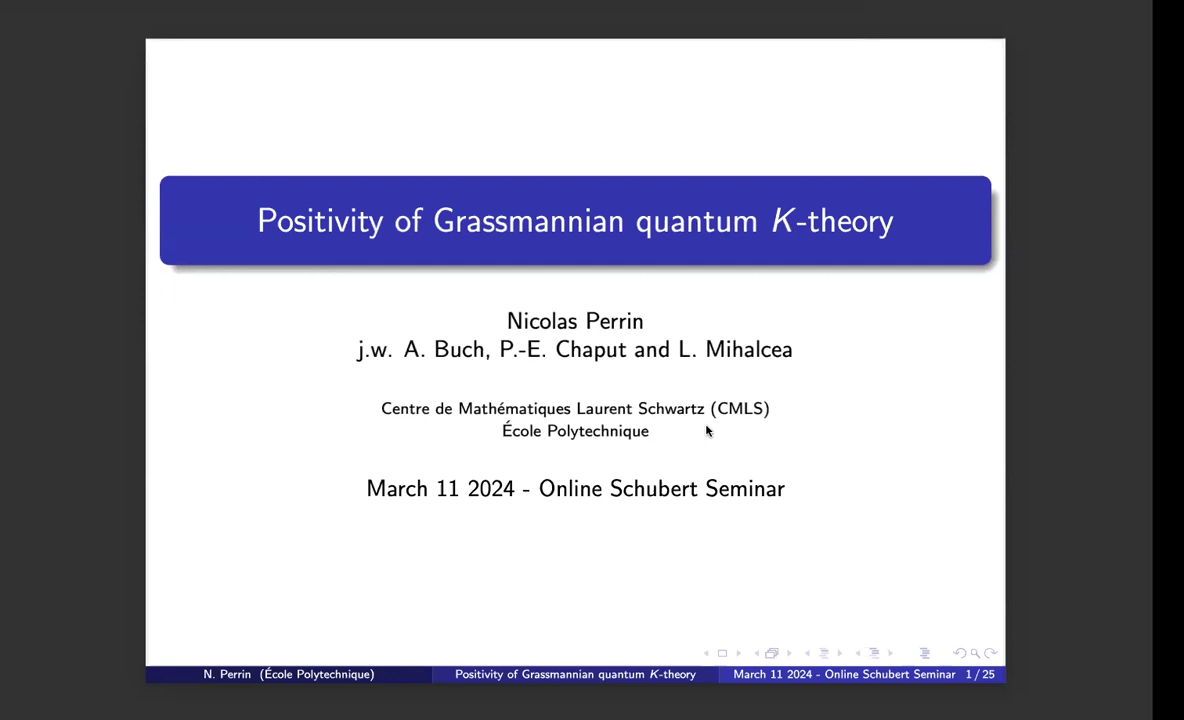 Positivity of Grassmannian quantum K-theory
Nicolas Perrin
j.w. A. Buch, P.-E. Chaput and L. Mihalcea
Centre de Mathématiques Laurent Schwartz (CMLS)
École Polytechnique
March 11 2024 - Online Schubert Seminar
N. Perrin (École Polytechnique) Positivity of Grassmannian quantum K-theory March 11 2024 - Online Schubert Seminar 1 / 25